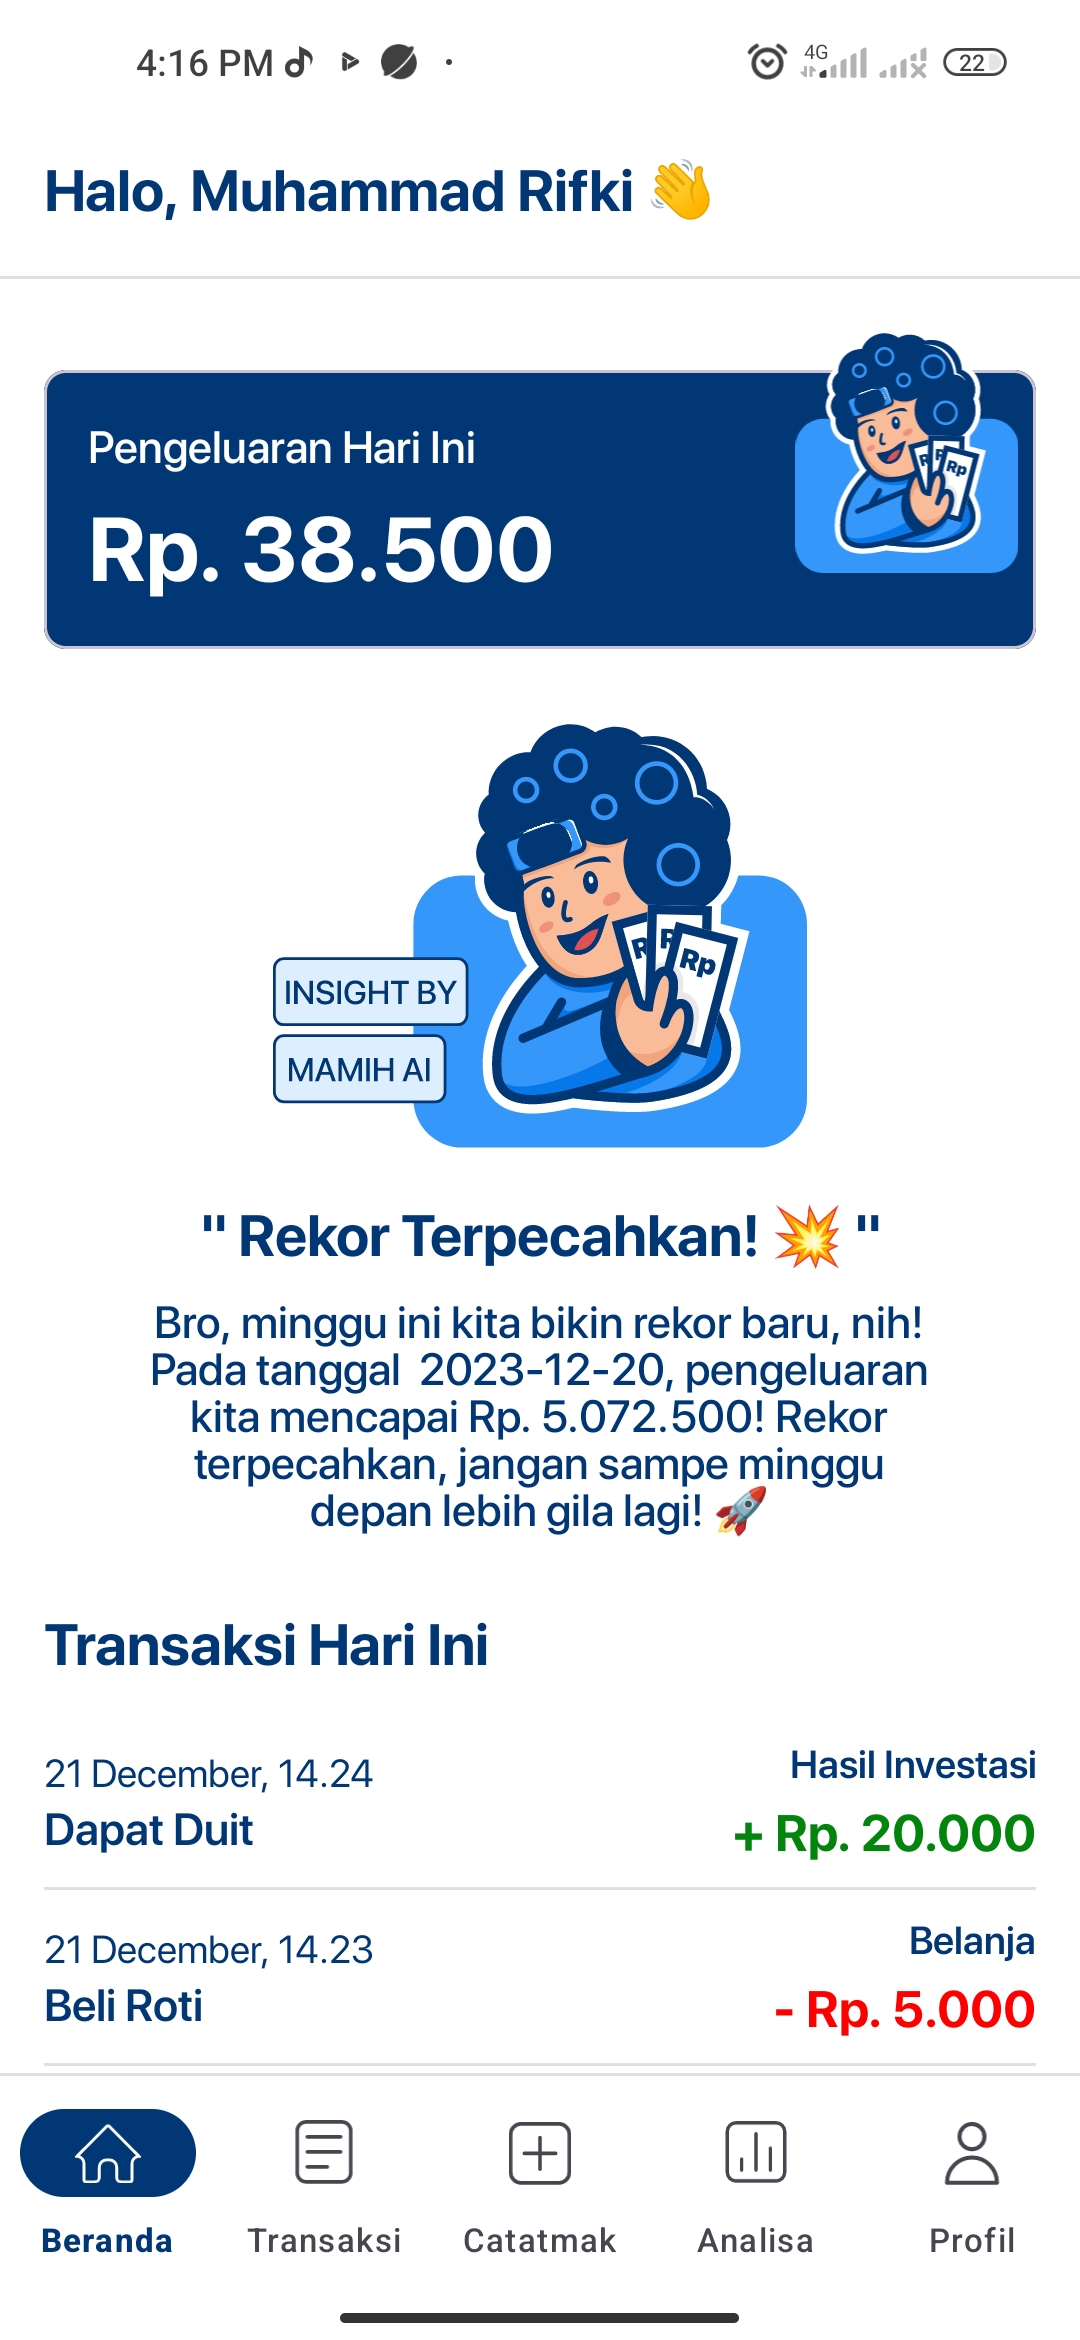 4:16 PM
4G
22
Halo, Muhammad Rifki 👋
Pengeluaran Hari Ini
Rp. 38.500
R R Rp
R R Rp
INSIGHT BY
MAMIH AI
" Rekor Terpecahkan! 💥 "
Bro, minggu ini kita bikin rekor baru, nih!
Pada tanggal 2023-12-20, pengeluaran
kita mencapai Rp. 5.072.500! Rekor
terpecahkan, jangan sampe minggu
depan lebih gila lagi! 🚀
Transaksi Hari Ini
21 December, 14.24
Hasil Investasi
Dapat Duit
+ Rp. 20.000
21 December, 14.23
Belanja
Beli Roti
- Rp. 5.000
Beranda
Transaksi
Catatmak
Analisa
Profil